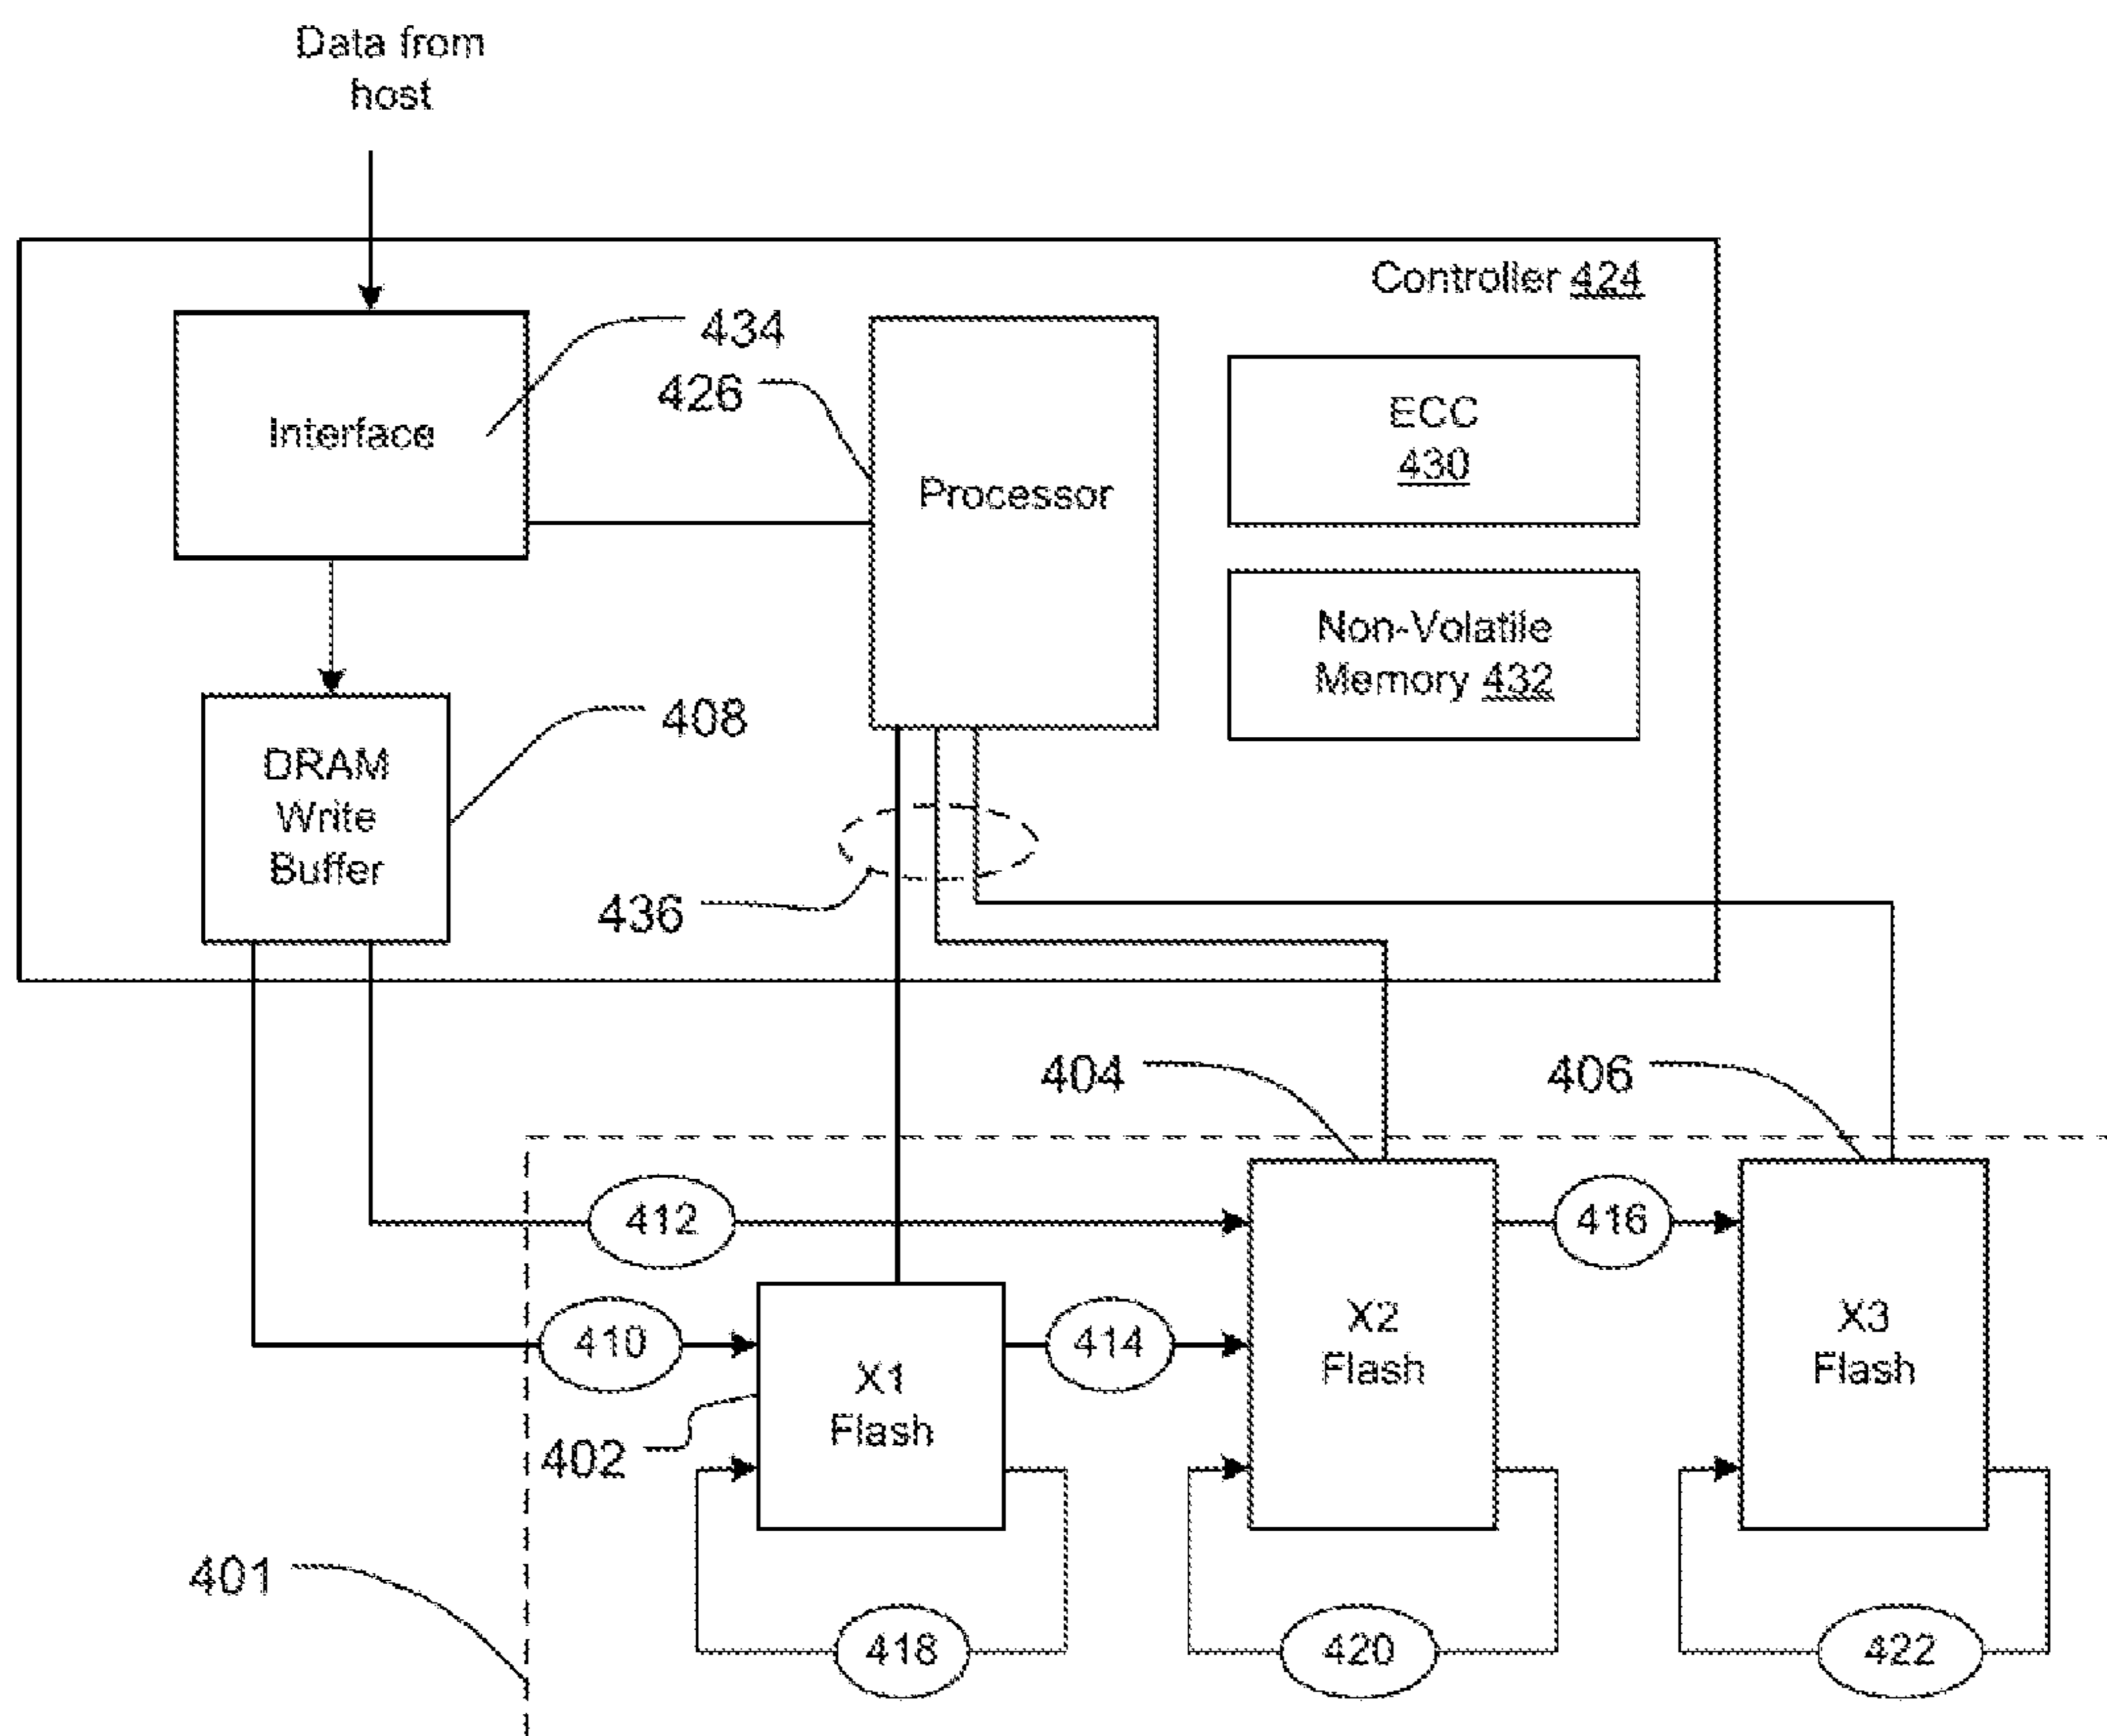 Data from
host
Controller 424
434
426
Interface
Processor
ECC
430
Non-Volatile
Memory 432
408
DRAM
Write
Buffer
436
404
406
412
416
410
414
X1
Flash
X2
Flash
X3
Flash
402
401
418
420
422